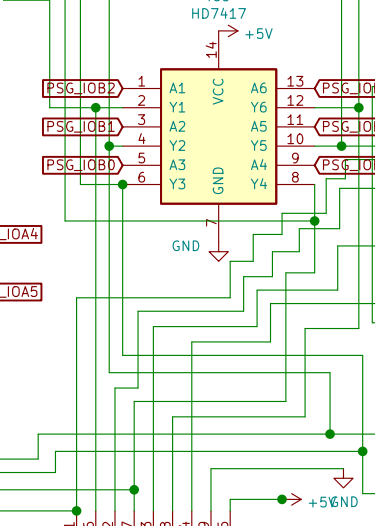 HD7417
+5V
14
PSG_IOB2 1 A1 VCC A6 13 PSG_IO
2 Y1 Y6 12
PSG_IOB1 3 A2 A5 11 PSG_IO
4 Y2 Y5 10
PSG_IOB0 5 A3 GND A4 9 PSG_IO
6 Y3 Y4 8
7
_IOA4
GND
_IOA5
+5V
GND